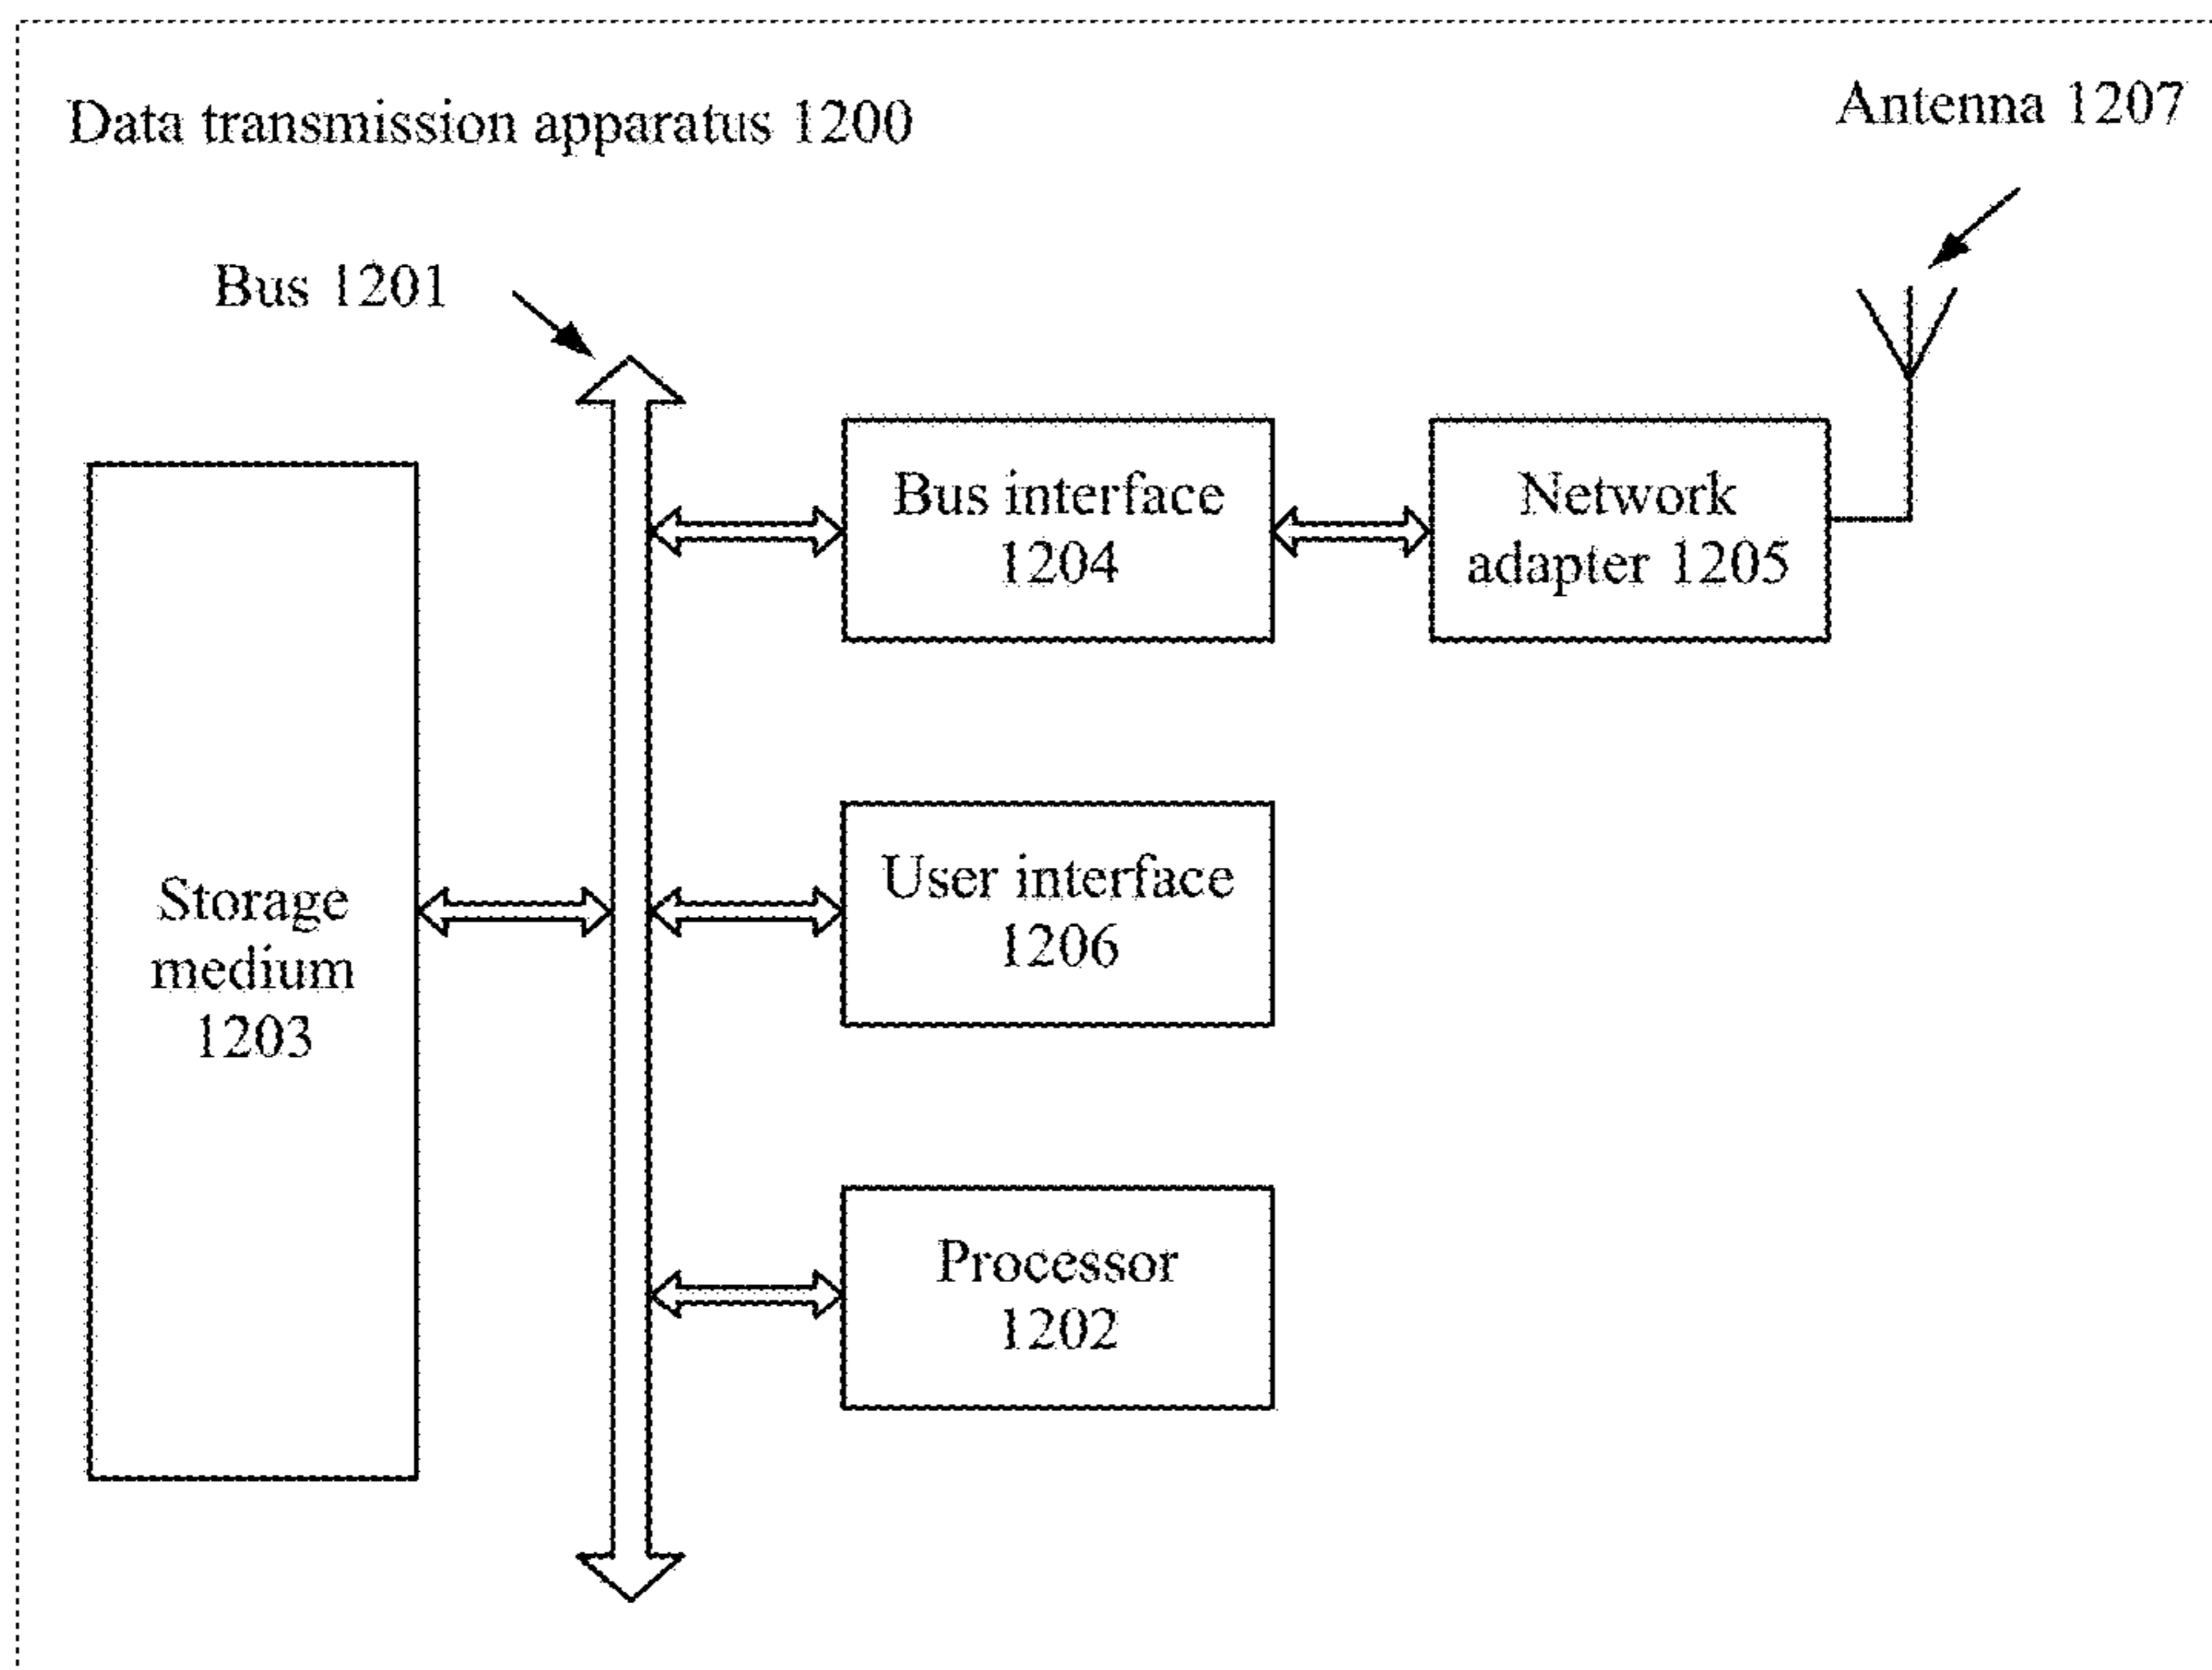 Data transmission apparatus 1200
Antenna 1207
Bus 1201
Bus interface
1204
Network
adapter 1205
Storage
medium
1203
User interface
1206
Processor
1202